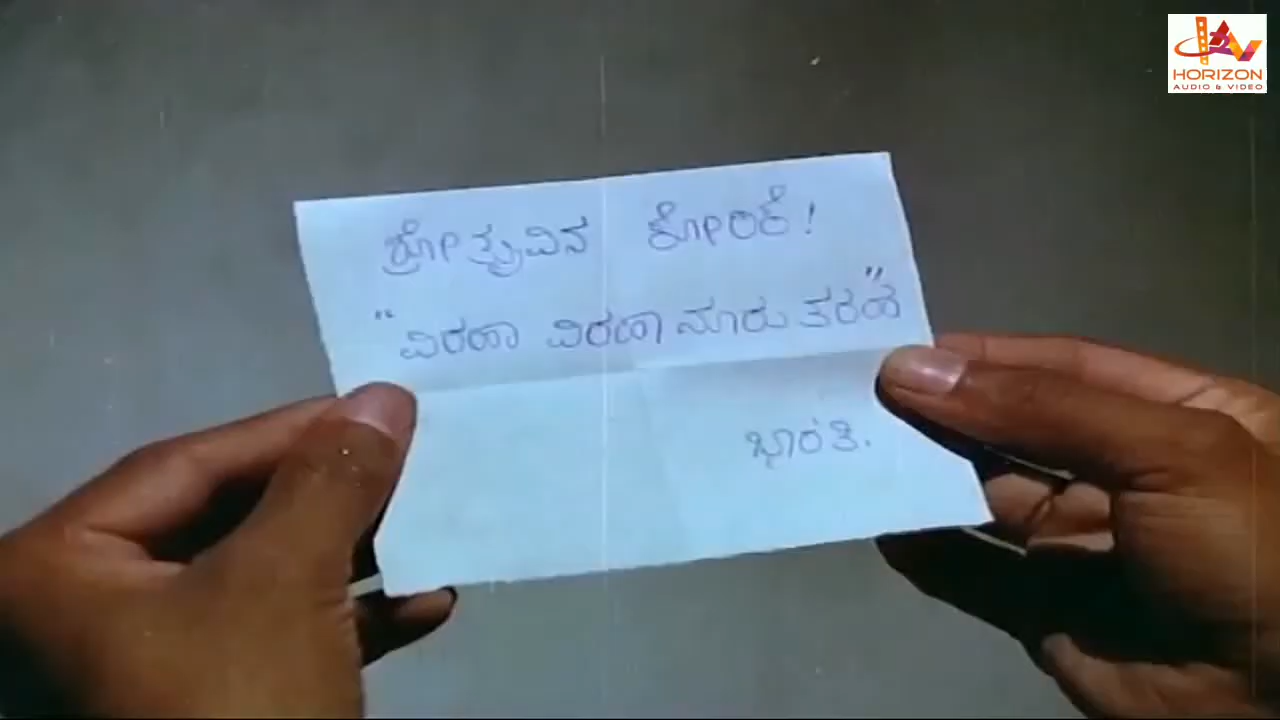 HORIZON
AUDIO & VIDEO
ಶ್ರೋತೃವಿನ ಕೋರಿಕೆ!
"ವಿರಹಾ ವಿರಹಾ ನೂರು ತರಹ"
ಭಾರತಿ.